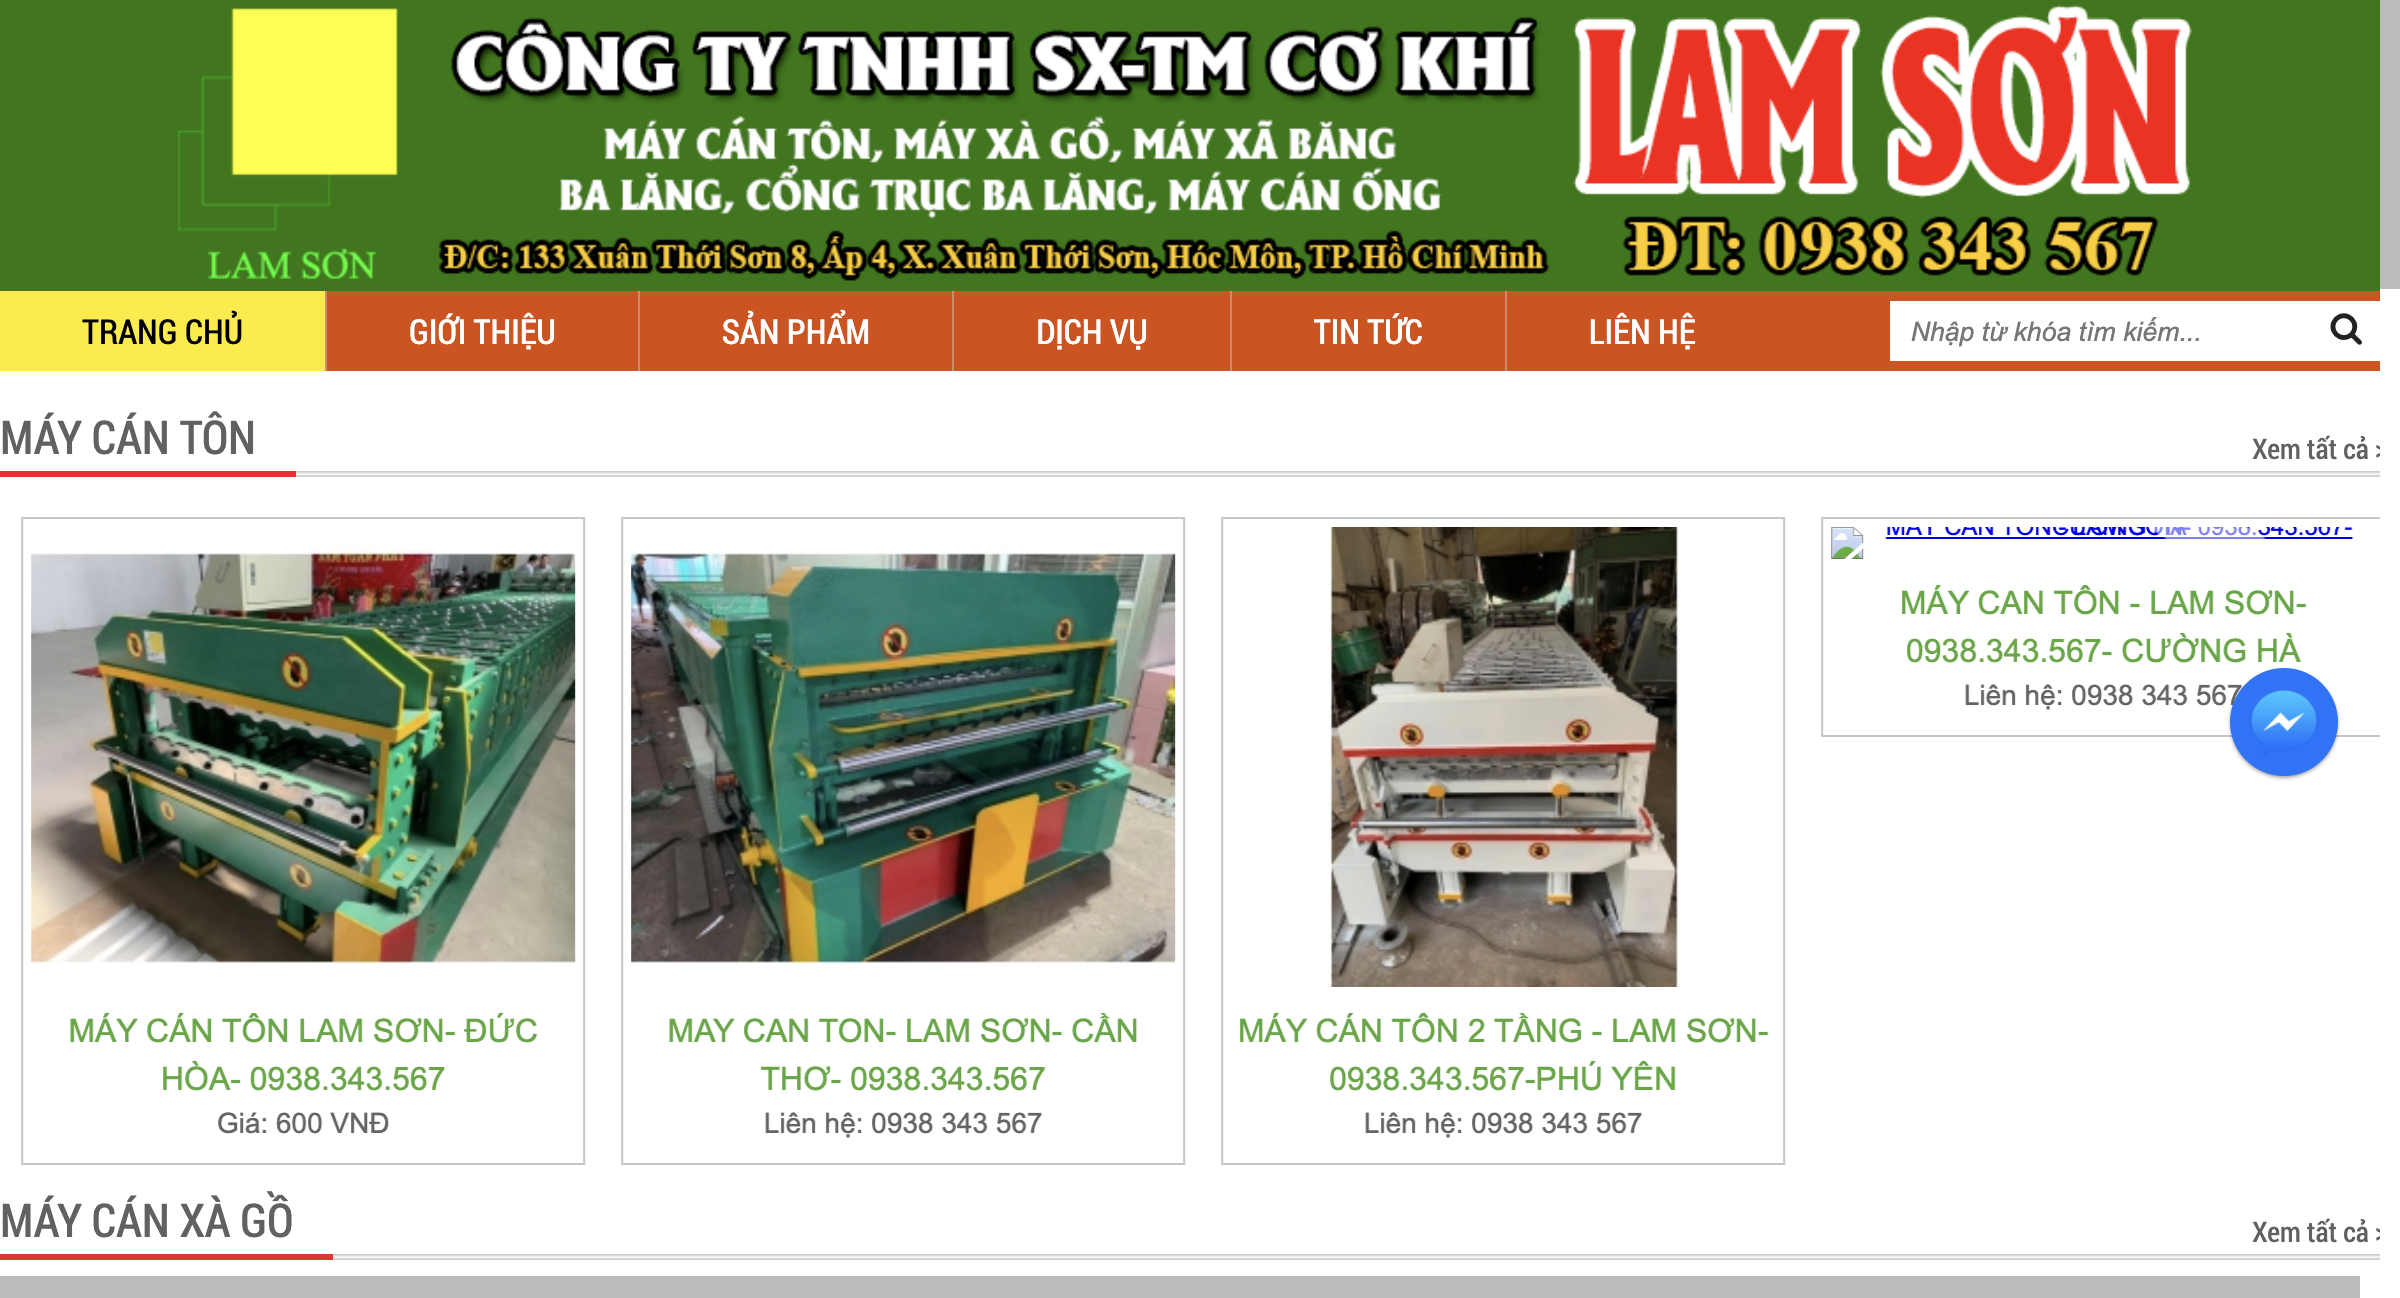 CÔNG TY TNHH SX-TM CƠ KHÍ
LAM SƠN
MÁY CÁN TÔN, MÁY XÀ GỒ, MÁY XÃ BĂNG
BA LĂNG, CỔNG TRỤC BA LĂNG, MÁY CÁN ỐNG
LAM SƠN
Đ/C: 133 Xuân Thới Sơn 8, Ấp 4, X. Xuân Thới Sơn, Hóc Môn, TP. Hồ Chí Minh
ĐT: 0938 343 567
TRANG CHỦ
GIỚI THIỆU
SẢN PHẨM
DỊCH VỤ
TIN TỨC
LIÊN HỆ
Nhập từ khóa tìm kiếm...
MÁY CÁN TÔN
Xem tất cả
MÁY CÁN TÔN LAM SƠN- ĐỨC
HÒA- 0938.343.567
Giá: 600 VNĐ
MAY CAN TON- LAM SƠN- CẦN
THƠ- 0938.343.567
Liên hệ: 0938 343 567
MÁY CÁN TÔN 2 TẦNG - LAM SƠN-
0938.343.567-PHÚ YÊN
Liên hệ: 0938 343 567
MÁY CAN TÔN - LAM SƠN-
0938.343.567- CƯỜNG HÀ
Liên hệ: 0938 343 567
MÁY CÁN XÀ GỒ
Xem tất cả